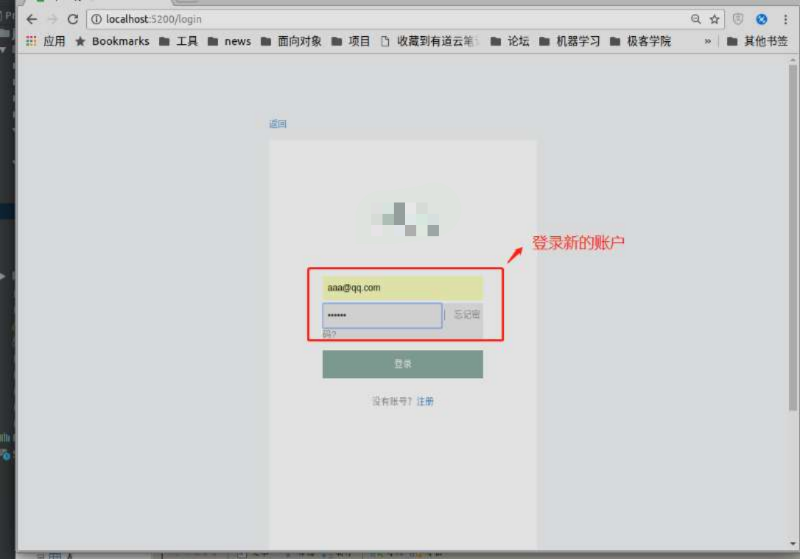 localhost:5200/login
应用 Bookmarks 工具 news 面向对象 项目 收藏到有道云笔 论坛 机器学习 极客学院 » 其他书签
返回
登录新的账户
aaa@qq.com
•••••• | 忘记密
码?
登录
没有账号? 注册